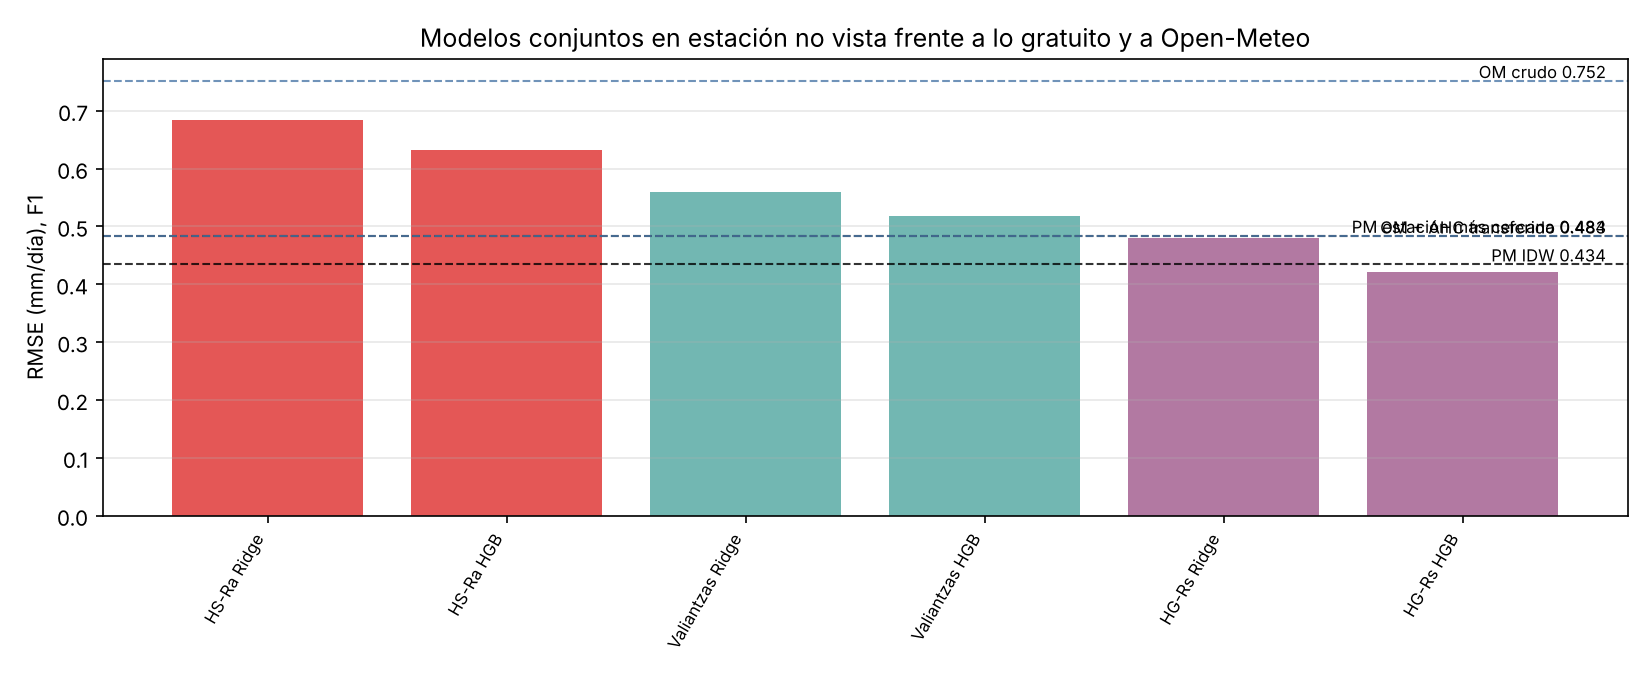 Modelos conjuntos en estación no vista frente a lo gratuito y a Open-Meteo
RMSE (mm/día), F1
0.7
0.6
0.5
0.4
0.3
0.2
0.1
0.0
OM crudo 0.752
PM
PM IDW 0.434
HS-Ra Ridge
HS-Ra HGB
Valiantzas Ridge
Valiantzas HGB
HG-Rs Ridge
HG-Rs HGB